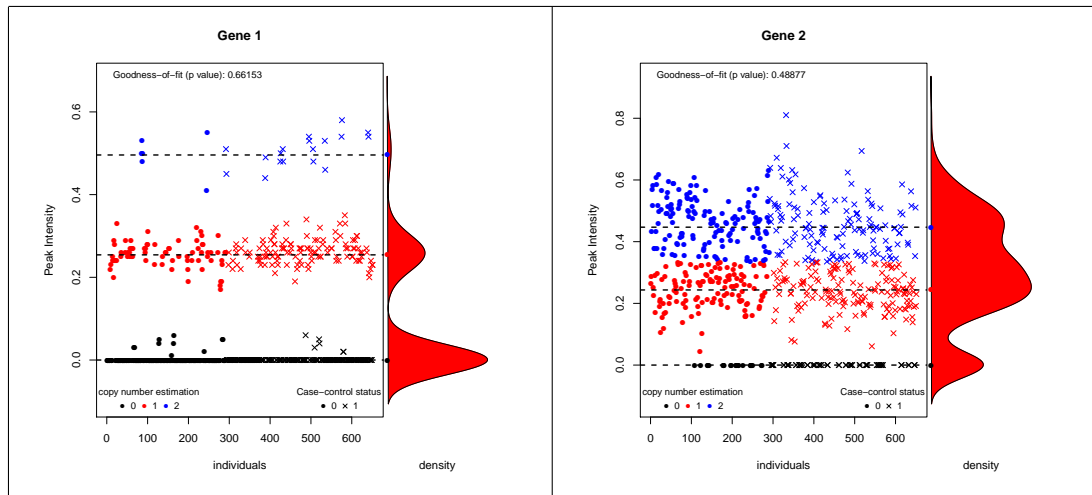 Gene 1
Goodness−of−fit (p value): 0.66153
Peak Intensity
0.0 0.2 0.4 0.6
copy number estimation
0 1 2
Case−control status
0 1
0 100 200 300 400 500 600
individuals
density
Gene 2
Goodness−of−fit (p value): 0.48877
Peak Intensity
0.0 0.2 0.4 0.6 0.8
copy number estimation
0 1 2
Case−control status
0 1
0 100 200 300 400 500 600
individuals
density